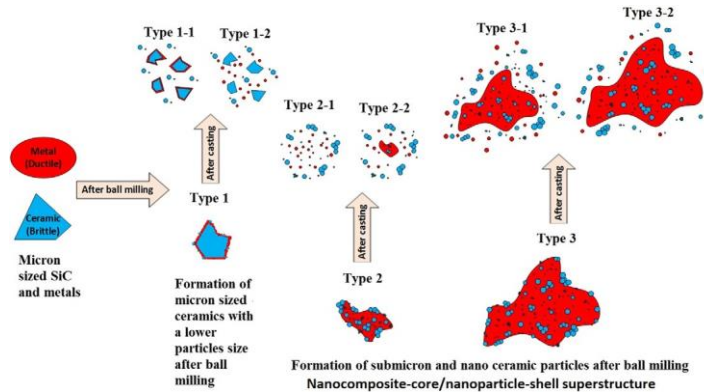 Type 1-1
Type 1-2
After casting
Metal
(Ductile)
Ceramic
(Brittle)
Micron
sized SiC
and metals
After ball milling
Type 1
Formation of
micron sized
ceramics with
a lower
particles size
after ball
milling
Type 2-1
Type 2-2
After casting
Type 2
Type 3-1
Type 3-2
After casting
Type 3
Formation of submicron and nano ceramic particles after ball milling
Nanocomposite-core/nanoparticle-shell superstructure